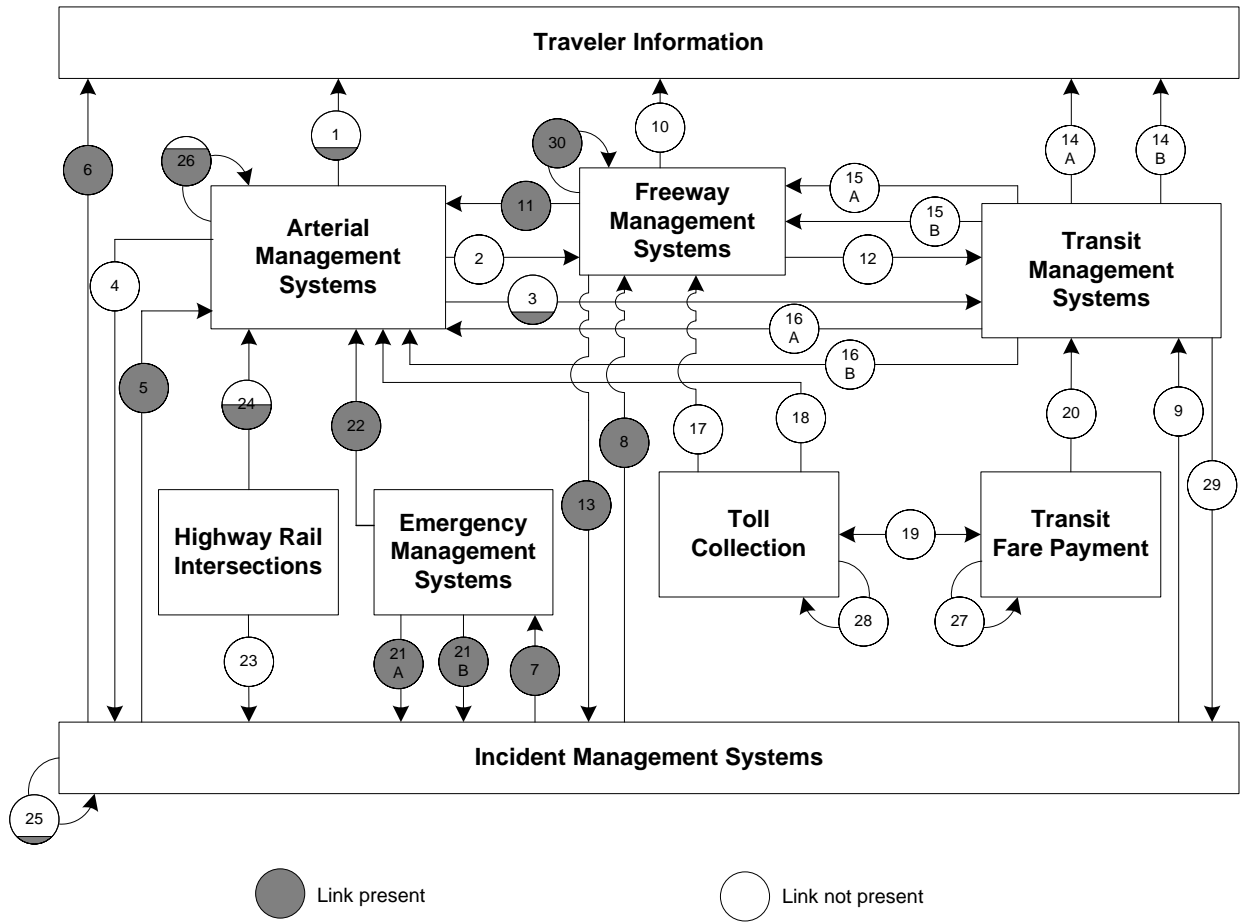 Traveler Information
1
10
14
A
14
B
6
26
30
15
A
11
15
B
Freeway
Management
Systems
Arterial
Management
Systems
Transit
Management
Systems
4
2
12
3
16
A
16
B
5
24
22
8
17
18
20
9
13
29
Highway Rail
Intersections
Emergency
Management
Systems
Toll
Collection
19
Transit
Fare Payment
28
27
23
21
A
21
B
7
Incident Management Systems
25
Link present
Link not present